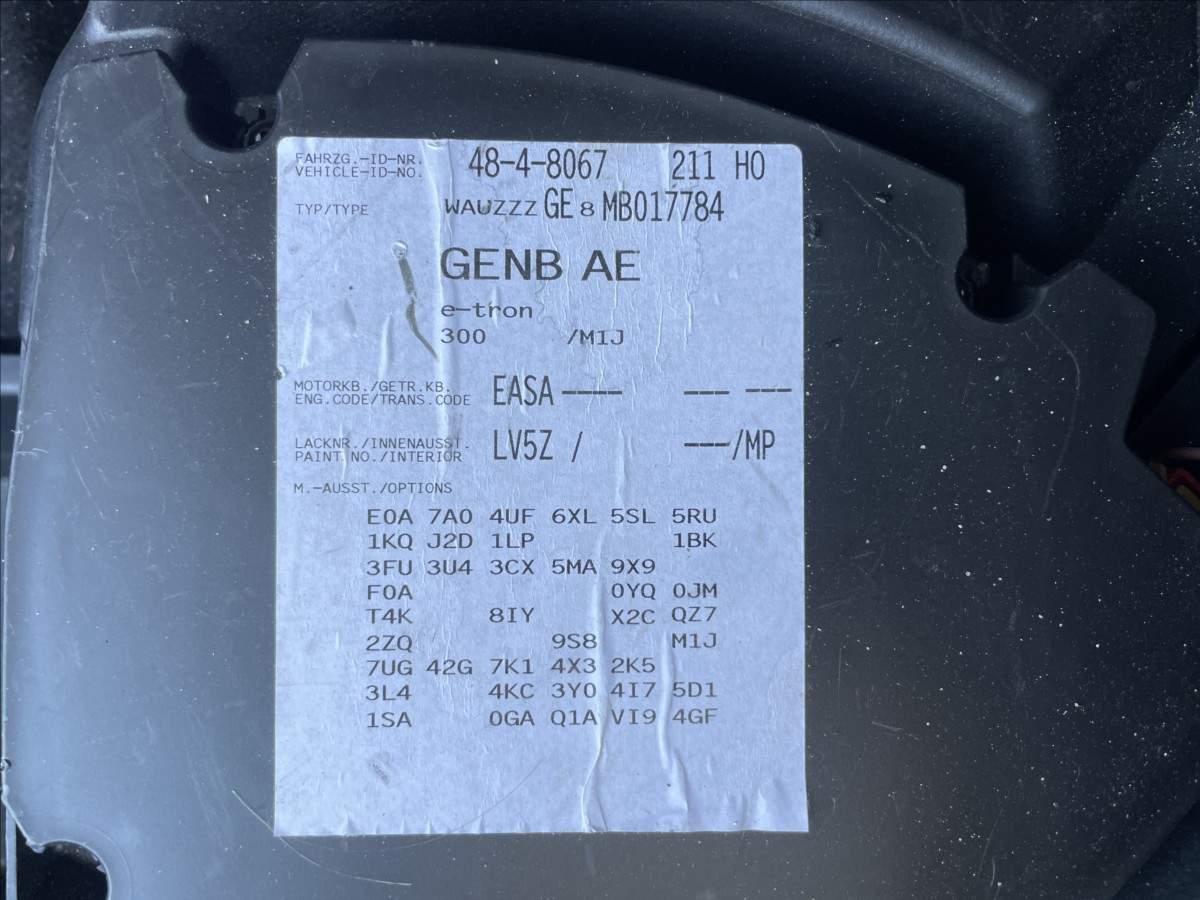 FAHRZG.-ID-NR. 48-4-8067 211 H0
VEHICLE-ID-NO.
TYP/TYPE WAUZZZ GE 8 MB017784
GENB AE
e-tron
300 /M1J
MOTORKB./GETR.KB. EASA ---- --- ---
ENG.CODE/TRANS.CODE
LACKNR./INNENAUSST. LV5Z / ---/MP
PAINT NO./INTERIOR
M.-AUSST./OPTIONS
E0A 7A0 4UF 6XL 5SL 5RU
1KQ J2D 1LP 1BK
3FU 3U4 3CX 5MA 9X9
F0A 0YQ 0JM
T4K 8IY X2C QZ7
2ZQ 9S8 M1J
7UG 42G 7K1 4X3 2K5
3L4 4KC 3Y0 4I7 5D1
1SA 0GA Q1A VI9 4GF